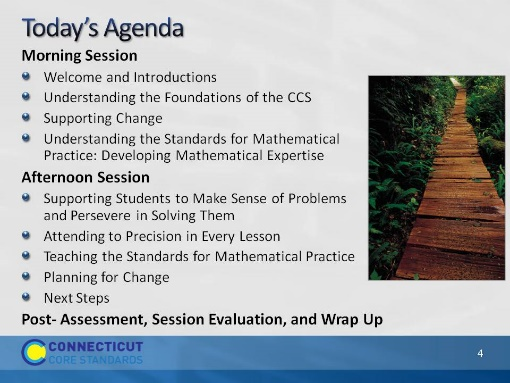 Today's Agenda
Morning Session
Welcome and Introductions
Understanding the Foundations of the CCS
Supporting Change
Understanding the Standards for Mathematical
Practice: Developing Mathematical Expertise
Afternoon Session
Supporting Students to Make Sense of Problems
and Persevere in Solving Them
Attending to Precision in Every Lesson
Teaching the Standards for Mathematical Practice
Planning for Change
Next Steps
Post- Assessment, Session Evaluation, and Wrap Up
CONNECTICUT
CORE STANDARDS
4